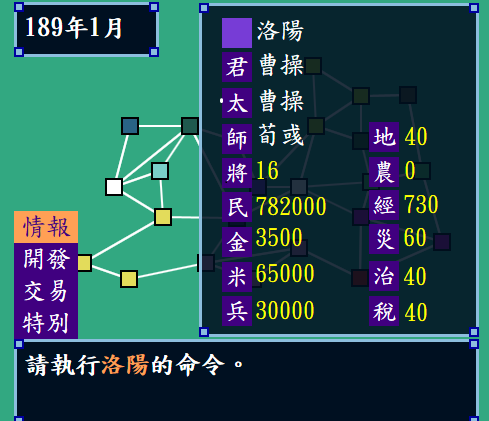 189年1月
洛陽
君 曹操
太 曹操
師 荀彧
將 16
民 782000
金 3500
米 65000
兵 30000
地 40
農 0
經 730
災 60
治 40
稅 40
情報
開發
交易
特別
請執行洛陽的命令。